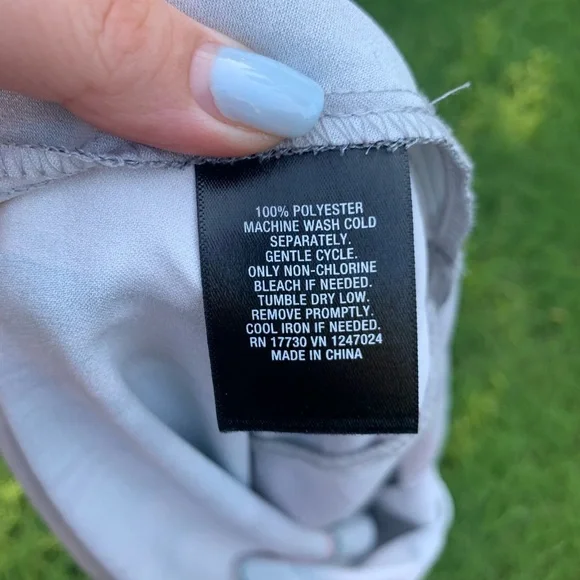 100% POLYESTER
MACHINE WASH COLD
SEPARATELY.
GENTLE CYCLE.
ONLY NON-CHLORINE
BLEACH IF NEEDED.
TUMBLE DRY LOW.
REMOVE PROMPTLY.
COOL IRON IF NEEDED.
RN 17730 VN 1247024
MADE IN CHINA